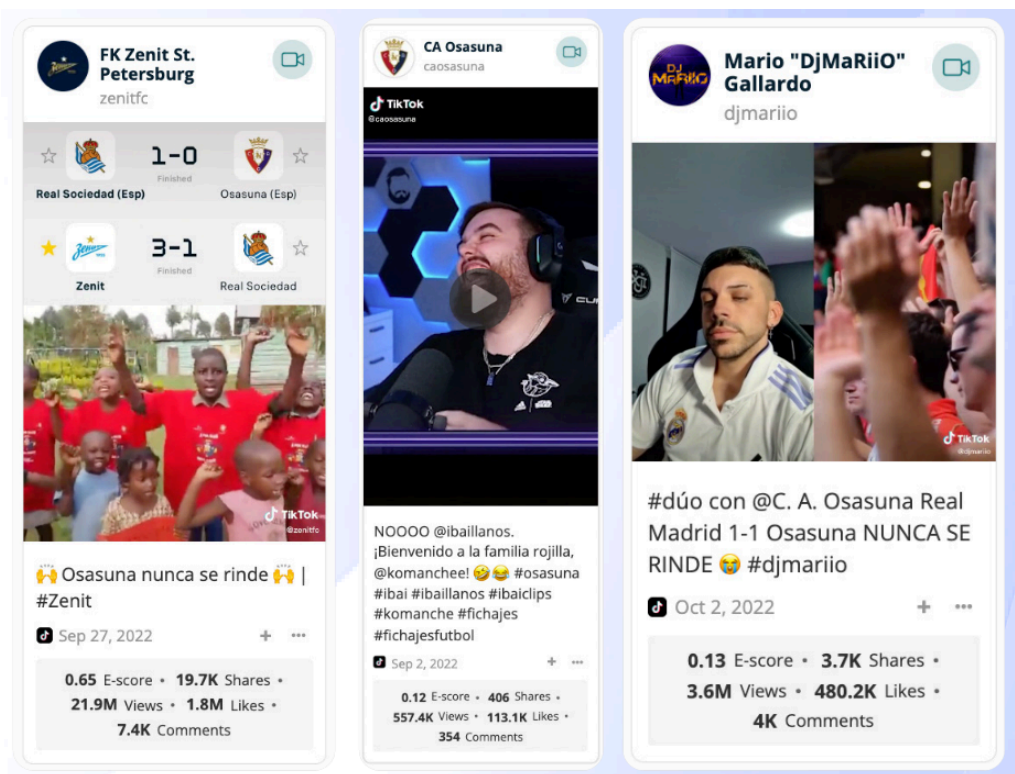 FK Zenit St.
Petersburg
zenitfc
1-0
Finished
Real Sociedad (Esp)
Osasuna (Esp)
3-1
Finished
Zenit
Real Sociedad
TikTok
@zenitfc
🙌 Osasuna nunca se rinde 🙌 |
#Zenit
Sep 27, 2022
0.65 E-score • 19.7K Shares •
21.9M Views • 1.8M Likes •
7.4K Comments
CA Osasuna
caosasuna
TikTok
@caosasuna
NOOOO @ibaillanos.
¡Bienvenido a la familia rojilla,
@komanchee! 🤣😂 #osasuna
#ibai #ibaillanos #ibaiclips
#komanche #fichajes
#fichajesfutbol
Sep 2, 2022
0.12 E-score • 406 Shares •
557.4K Views • 113.1K Likes •
354 Comments
Mario "DjMaRiiO"
Gallardo
djmariio
DJ
MARIIO
TikTok
@djmariio
#dúo con @C. A. Osasuna Real
Madrid 1-1 Osasuna NUNCA SE
RINDE 😭 #djmariio
Oct 2, 2022
0.13 E-score • 3.7K Shares •
3.6M Views • 480.2K Likes •
4K Comments